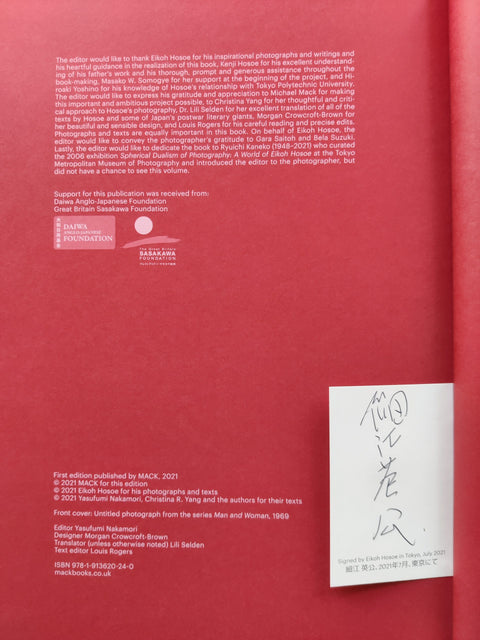 The editor would like to thank Eikoh Hosoe for his inspirational photographs and writings and
his heartful guidance in the realization of this book, Kenji Hosoe for his excellent understand-
ing of his father's work and his thorough, prompt and generous assistance throughout the
book-making, Masako W. Somogye for her support at the beginning of the project, and Hi-
roaki Yoshino for his knowledge of Hosoe's relationship with Tokyo Polytechnic University.
The editor would like to express his gratitude and appreciation to Michael Mack for making
this important and ambitious project possible, to Christina Yang for her thoughtful and criti-
cal approach to Hosoe's photography, Dr. Lili Selden for her excellent translation of all of the
texts by Hosoe and some of Japan's postwar literary giants, Morgan Crowcroft-Brown for
her beautiful and sensible design, and Louis Rogers for his careful reading and precise edits.
Photographs and texts are equally important in this book. On behalf of Eikoh Hosoe, the
editor would like to convey the photographer's gratitude to Gara Saitoh and Bela Suzuki.
Lastly, the editor would like to dedicate the book to Ryuichi Kaneko (1948–2021) who curated
the 2006 exhibition Spherical Dualism of Photography: A World of Eikoh Hosoe at the Tokyo
Metropolitan Museum of Photography and introduced the editor to the photographer, but
did not have a chance to see this volume.
Support for this publication was received from:
Daiwa Anglo-Japanese Foundation
Great Britain Sasakawa Foundation
DAIWA
ANGLO-JAPANESE
FOUNDATION
The Great Britain
SASAKAWA
FOUNDATION
細江英公
Signed by Eikoh Hosoe in Tokyo, July 2021
細江 英公、2021年7月、東京にて
First edition published by MACK, 2021
© 2021 MACK for this edition
© 2021 Eikoh Hosoe for his photographs and texts
© 2021 Yasufumi Nakamori, Christina R. Yang and the authors for their texts
Front cover: Untitled photograph from the series Man and Woman, 1969
Editor Yasufumi Nakamori
Designer Morgan Crowcroft-Brown
Translator (unless otherwise noted) Lili Selden
Text editor Louis Rogers
ISBN 978-1-913620-24-0
mackbooks.co.uk